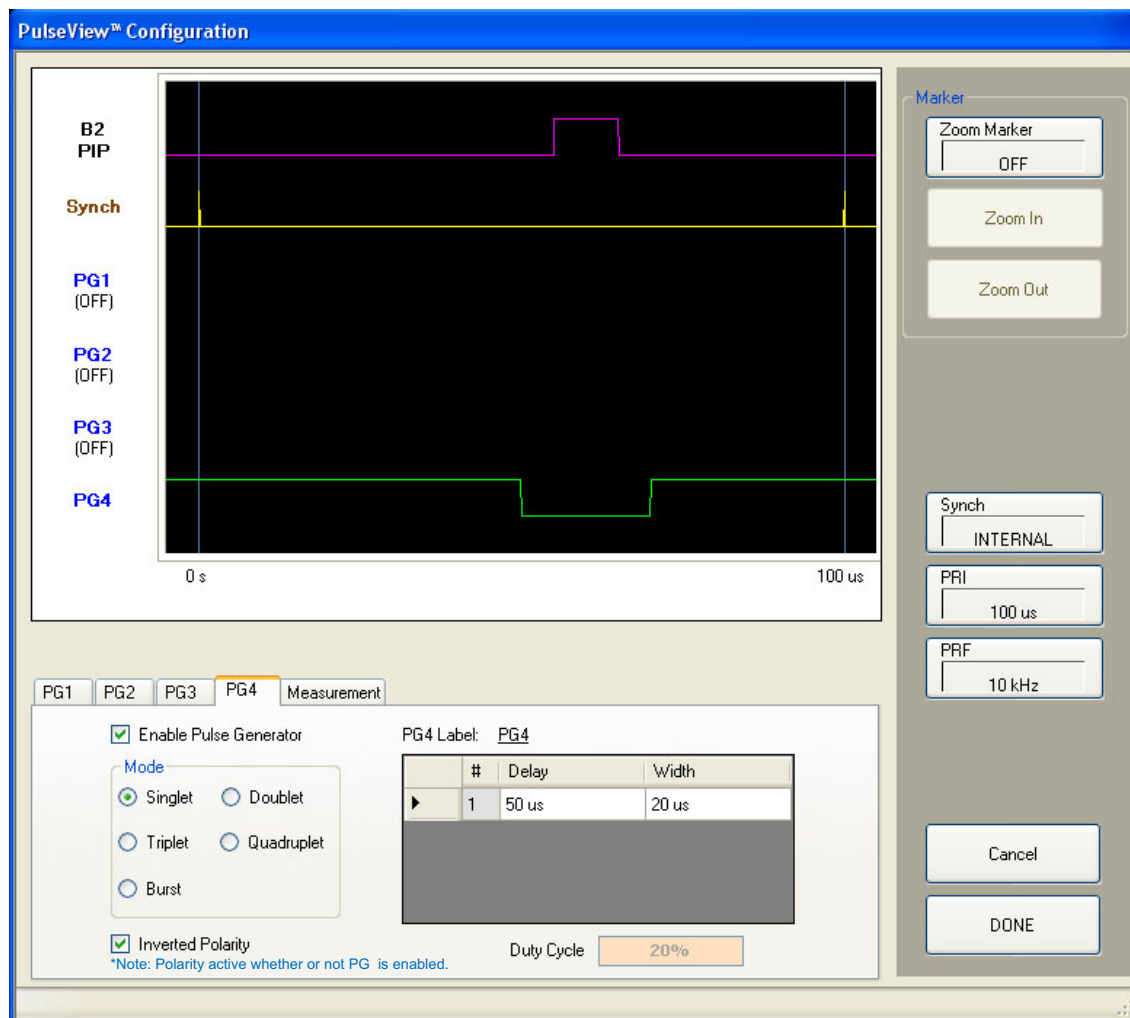 PulseView™ Configuration
B2
PIP
Synch
PG1
(OFF)
PG2
(OFF)
PG3
(OFF)
PG4
0 s
100 us
Marker
Zoom Marker
OFF
Zoom In
Zoom Out
Synch
INTERNAL
PRI
100 us
PRF
10 kHz
Cancel
DONE
PG1 PG2 PG3 PG4 Measurement
Enable Pulse Generator
Mode
Singlet Doublet
Triplet Quadruplet
Burst
Inverted Polarity
*Note: Polarity active whether or not PG is enabled.
PG4 Label: PG4
# Delay Width
1 50 us 20 us
Duty Cycle 20%